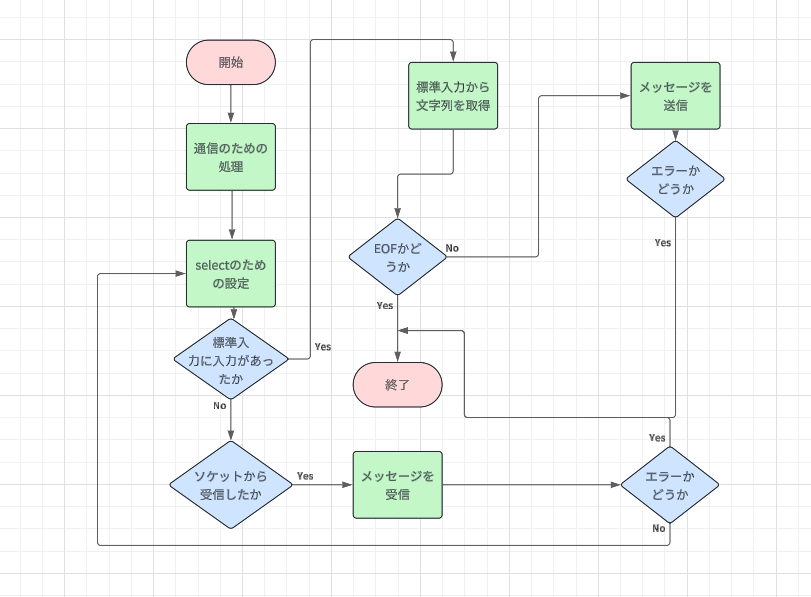 開始
通信のための
処理
selectのため
の設定
標準入
力に入力があっ
たか
Yes
No
ソケットから
受信したか
Yes
メッセージを
受信
標準入力から
文字列を取得
EOFかど
うか
No
Yes
終了
メッセージを
送信
エラーか
どうか
Yes
Yes
エラーか
どうか
No